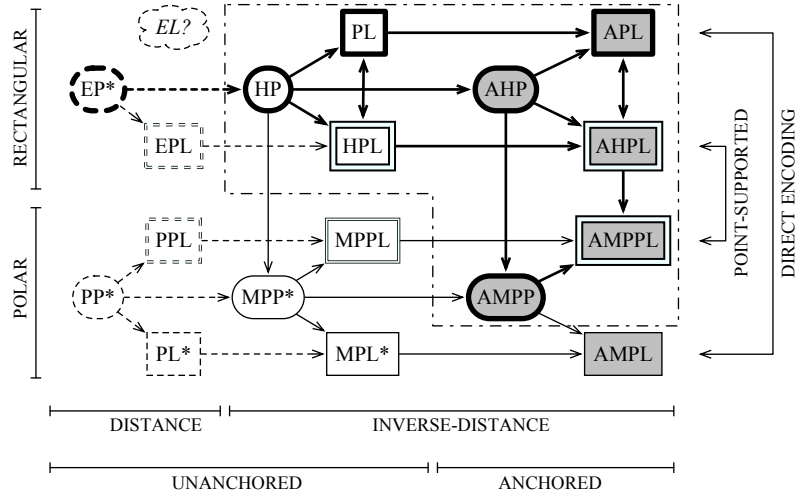 EL?
PL
APL
EP*
HP
AHP
EPL
HPL
AHPL
PPL
MPPL
AMPPL
PP*
MPP*
AMPP
PL*
MPL*
AMPL
RECTANGULAR
POLAR
POINT-SUPPORTED
DIRECT ENCODING
DISTANCE
INVERSE-DISTANCE
UNANCHORED
ANCHORED